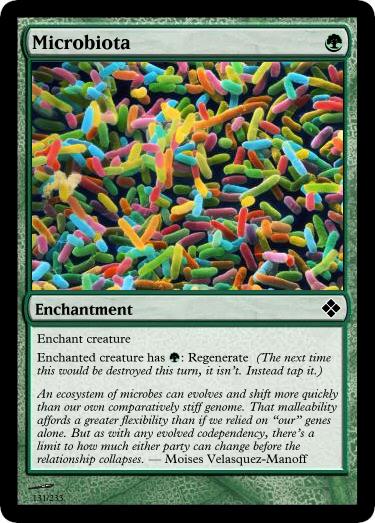 Microbiota
Enchantment
Enchant creature
Enchanted creature has : Regenerate (The next time
this would be destroyed this turn, it isn't. Instead tap it.)
An ecosystem of microbes can evolves and shift more quickly
than our own comparatively stiff genome. That malleability
affords a greater flexibility than if we relied on “our” genes
alone. But as with any evolved codependency, there's a
limit to how much either party can change before the
relationship collapses. — Moises Velasquez-Manoff
131/235